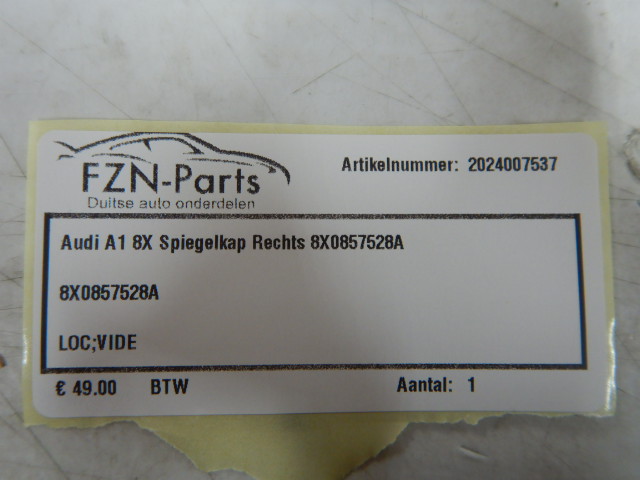 FZN-Parts
Duitse auto onderdelen
Artikelnummer: 2024007537
Audi A1 8X Spiegelkap Rechts 8X0857528A
8X0857528A
LOC;VIDE
€ 49.00 BTW Aantal: 1